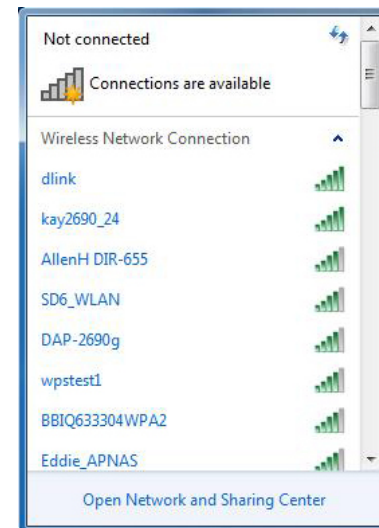 Not connected
Connections are available
Wireless Network Connection
dlink
kay2690_24
AllenH DIR-655
SD6_WLAN
DAP-2690g
wpstest1
BBIQ633304WPA2
Eddie_APNAS
Open Network and Sharing Center